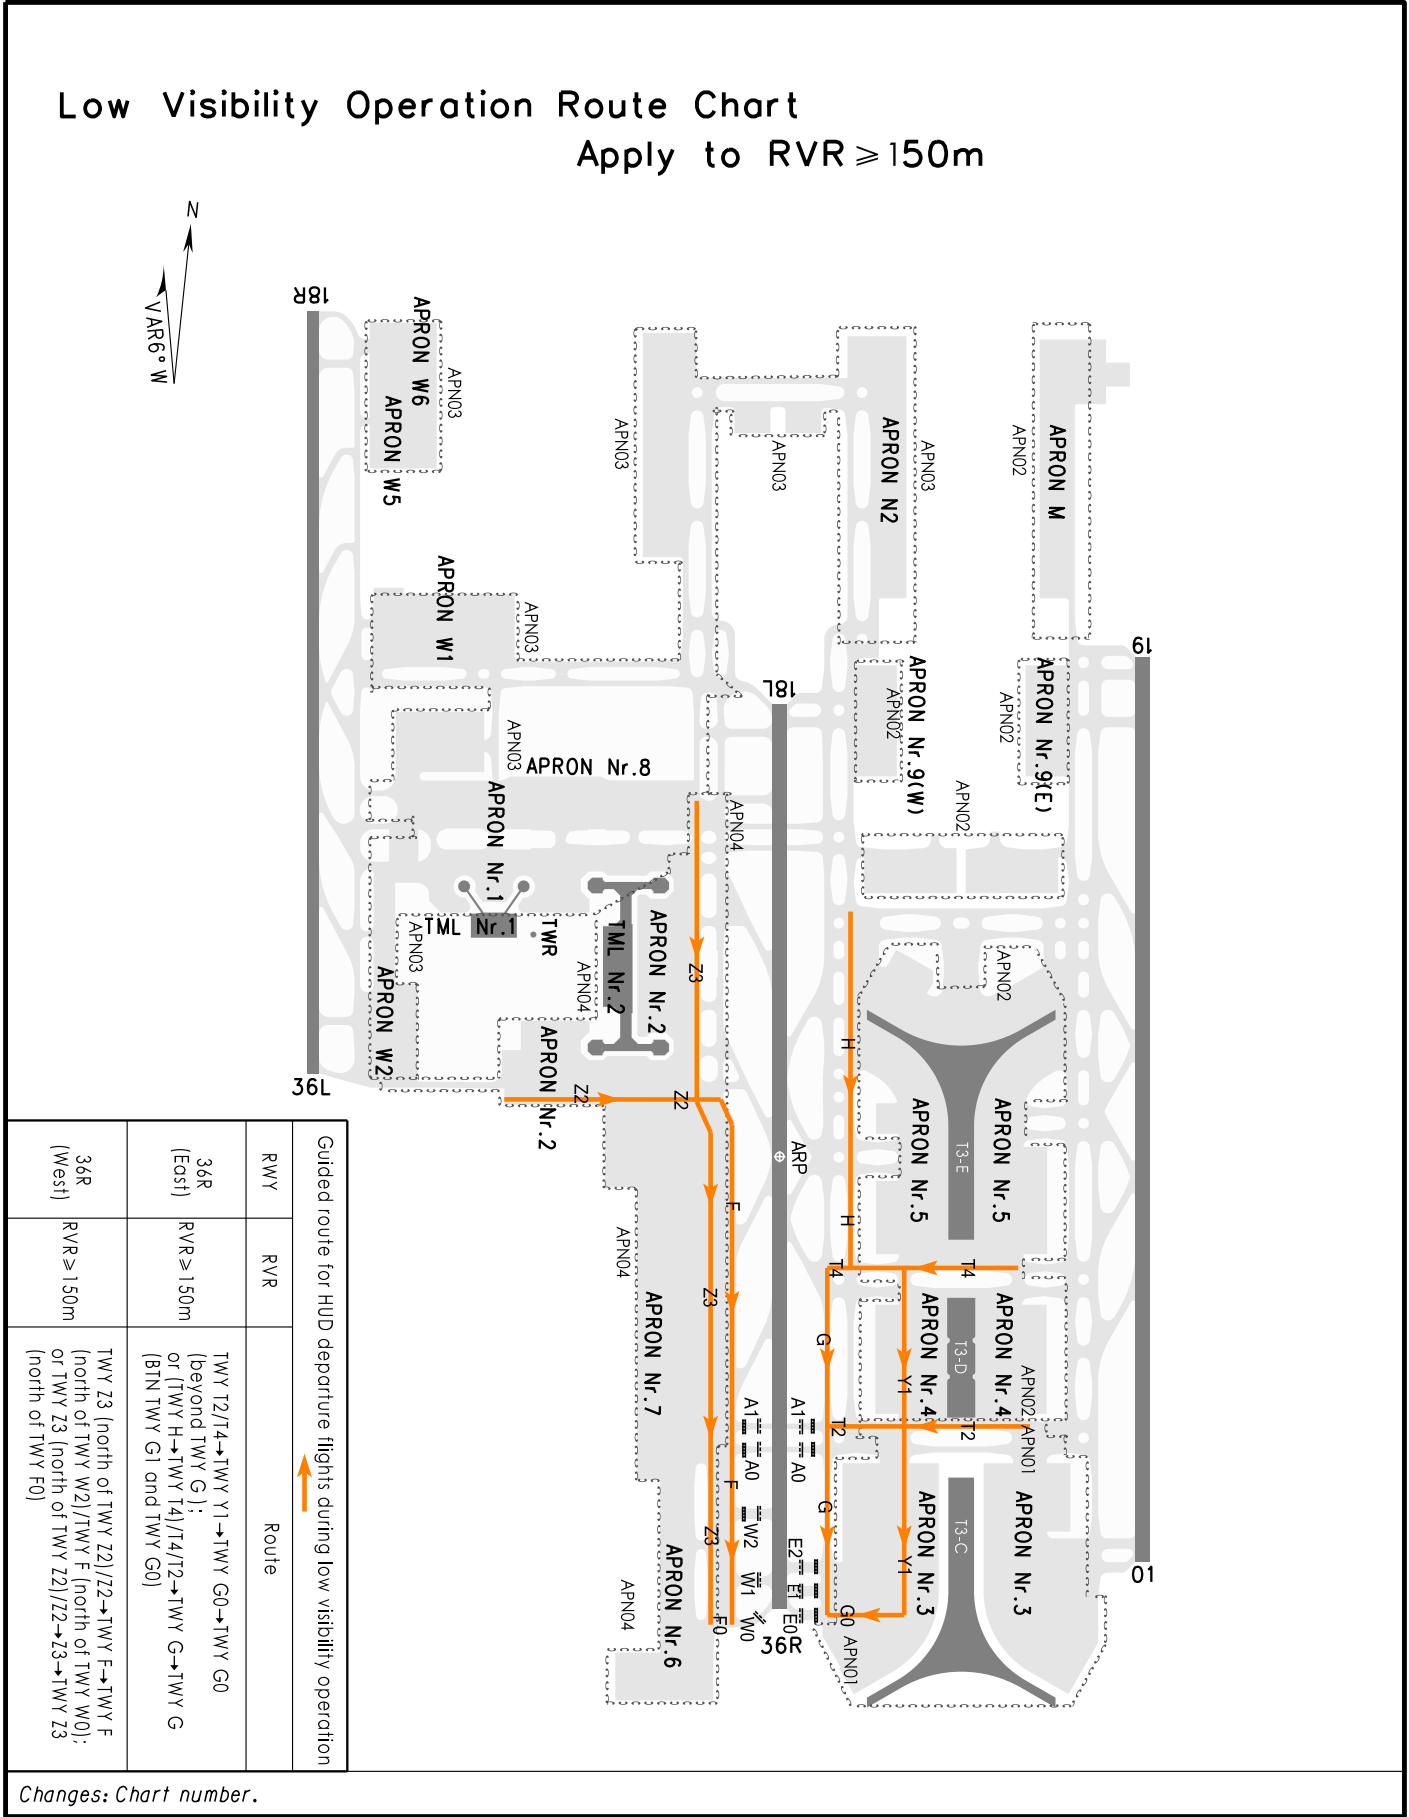 Low Visibility Operation Route Chart
Apply to RVR ≥ 150m
N
VAR6° W
18R
APRON W6
APN03
APRON W5
APN03
APN03
APRON N2
APN03
APN02
APRON M
APRON W1
APN03
18L
APN02
APRON Nr.9(W)
APN02
APRON Nr.9(E)
19
APN03
APRON Nr.8
APRON Nr.1
APN04
APN02
TML Nr.1
TWR
APN03
APN04
TML Nr.2
APRON Nr.2
Z3
APN02
APRON W2
36L
APRON Nr.2
Z2
Z2
H
ARP
APRON Nr.5
T3-E
APRON Nr.5
F
H
APN04
T4
T4
Z3
APRON Nr.7
G
APRON Nr.4
T3-D
APRON Nr.4
Y1
APN02
APN01
A1
A1
T2
T2
A0
A0
F
W2
G
APRON Nr.3
T3-C
APRON Nr.3
Z3
E2
Y1
01
W1
E1
APRON Nr.6
APN04
F0
W0
E0
G0
36R
APN01
Guided route for HUD departure flights during low visibility operation
RWY
RVR
Route
36R
(East)
RVR ≥ 150m
TWY T2/T4→TWY Y1→TWY G0→TWY G0
(beyond TWY G );
or (TWY H→TWY T4)/T4/T2→TWY G→TWY G
(BTN TWY G1 and TWY G0)
36R
(West)
RVR ≥ 150m
TWY Z3 (north of TWY Z2)/Z2→TWY F→TWY F
(north of TWY W2)/TWY F (north of TWY W0);
or TWY Z3 (north of TWY Z2)/Z2→Z3→TWY Z3
(north of TWY F0)
Changes: Chart number.